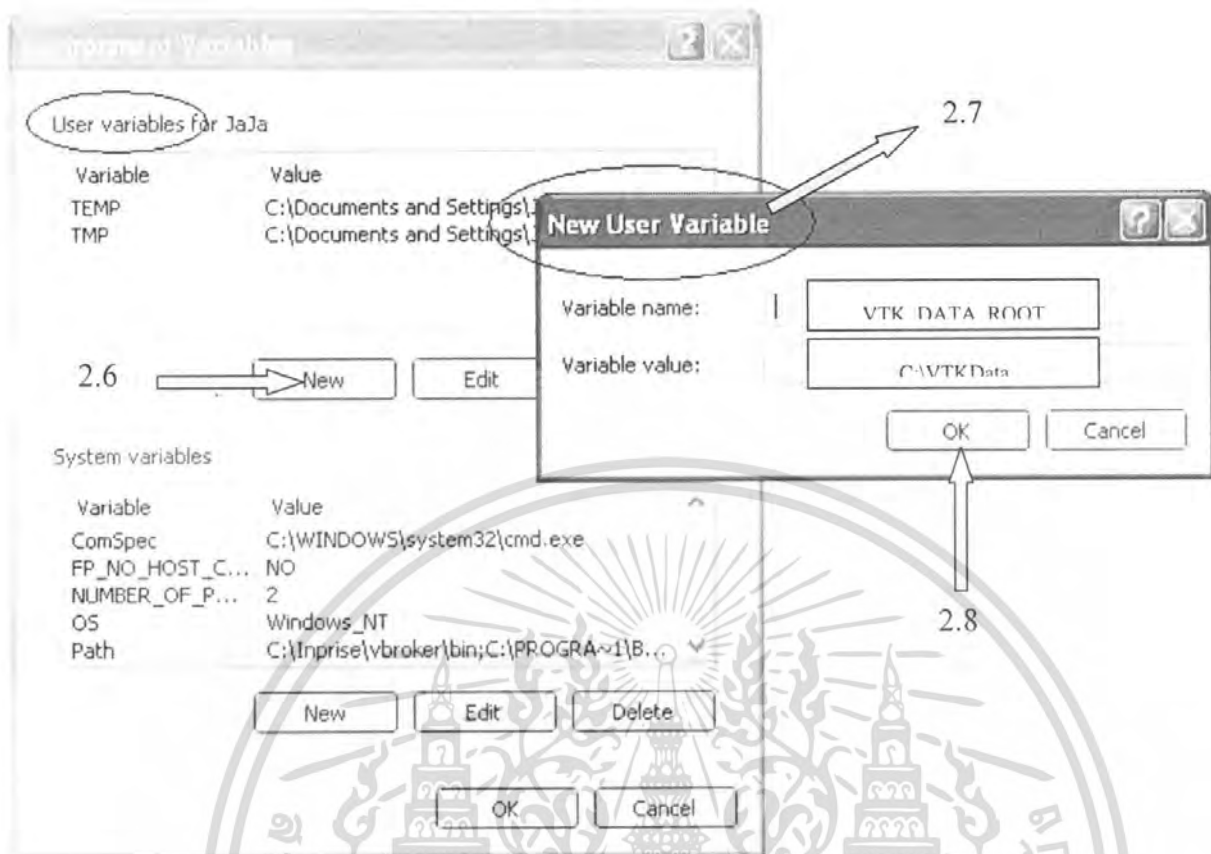 Environment Variables
User variables for JaJa
Variable Value
TEMP C:\Documents and Settings\J
TMP C:\Documents and Settings\J
2.6
New Edit
2.7
New User Variable
Variable name: VTK_DATA_ROOT
Variable value: C:\VTKData
OK Cancel
2.8
System variables
Variable Value
ComSpec C:\WINDOWS\system32\cmd.exe
FP_NO_HOST_C... NO
NUMBER_OF_P... 2
OS Windows_NT
Path C:\Inprise\vbroker\bin;C:\PROGRA~1\B...
New Edit Delete
OK Cancel